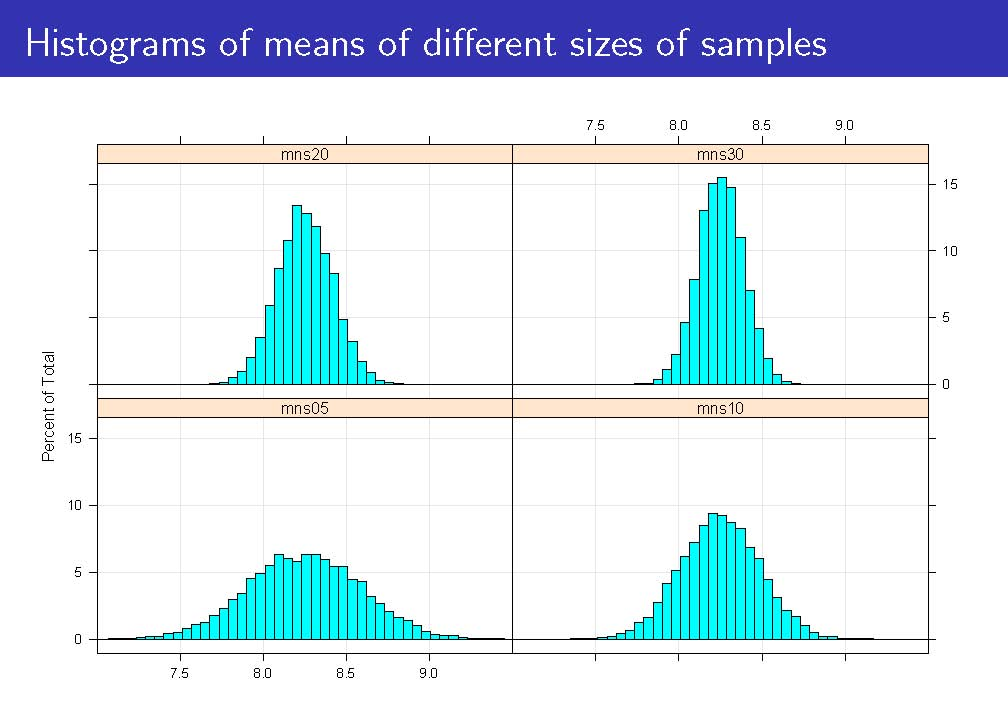 Histograms of means of different sizes of samples
7.5 8.0 8.5 9.0
mns20 mns30
15
10
5
0
Percent of Total
mns05 mns10
15
10
5
0
7.5 8.0 8.5 9.0